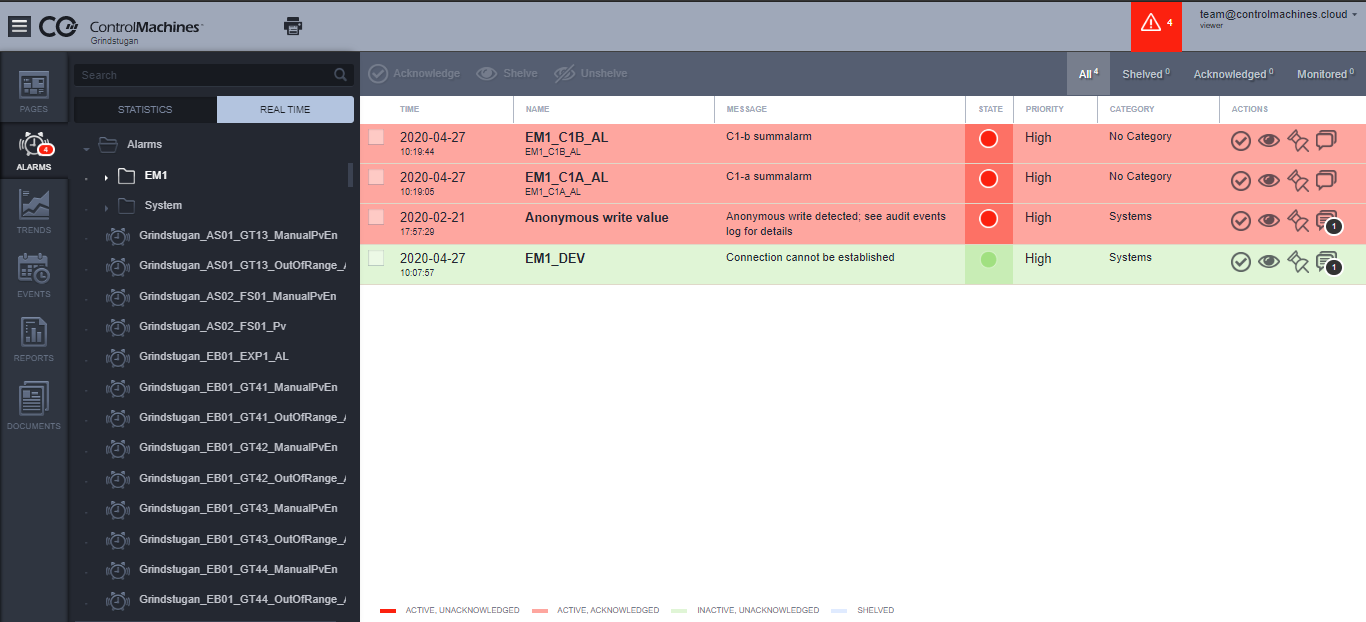 ControlMachines
Grindstugan
4
team@controlmachines.cloud
viewer
PAGES
4
ALARMS
TRENDS
EVENTS
REPORTS
DOCUMENTS
Search
STATISTICS
REAL TIME
Alarms
EM1
System
Grindstugan_AS01_GT13_ManualPvEn
Grindstugan_AS01_GT13_OutOfRange_A
Grindstugan_AS02_FS01_ManualPvEn
Grindstugan_AS02_FS01_Pv
Grindstugan_EB01_EXP1_AL
Grindstugan_EB01_GT41_ManualPvEn
Grindstugan_EB01_GT41_OutOfRange_A
Grindstugan_EB01_GT42_ManualPvEn
Grindstugan_EB01_GT42_OutOfRange_A
Grindstugan_EB01_GT43_ManualPvEn
Grindstugan_EB01_GT43_OutOfRange_A
Grindstugan_EB01_GT44_ManualPvEn
Grindstugan_EB01_GT44_OutOfRange_A
Acknowledge Shelve Unshelve
All 4 Shelved 0 Acknowledged 0 Monitored 0
TIME NAME MESSAGE STATE PRIORITY CATEGORY ACTIONS
2020-04-27 EM1_C1B_AL C1-b summalarm High No Category
10:19:44 EM1_C1B_AL
2020-04-27 EM1_C1A_AL C1-a summalarm High No Category
10:19:05 EM1_C1A_AL
2020-02-21 Anonymous write value Anonymous write detected; see audit events High Systems
17:57:29 log for details 1
2020-04-27 EM1_DEV Connection cannot be established High Systems
10:07:57 1
ACTIVE, UNACKNOWLEDGED ACTIVE, ACKNOWLEDGED INACTIVE, UNACKNOWLEDGED SHELVED